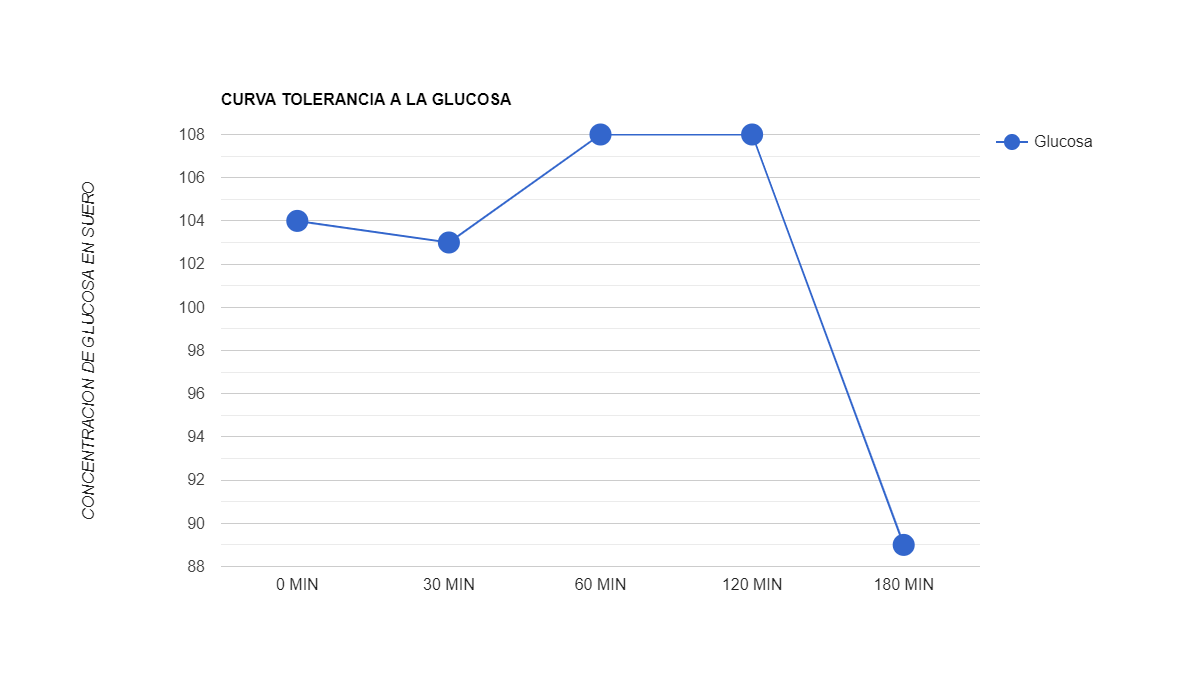 CURVA TOLERANCIA A LA GLUCOSA
CONCENTRACION DE GLUCOSA EN SUERO
108
106
104
102
100
98
96
94
92
90
88
0 MIN
30 MIN
60 MIN
120 MIN
180 MIN
Glucosa